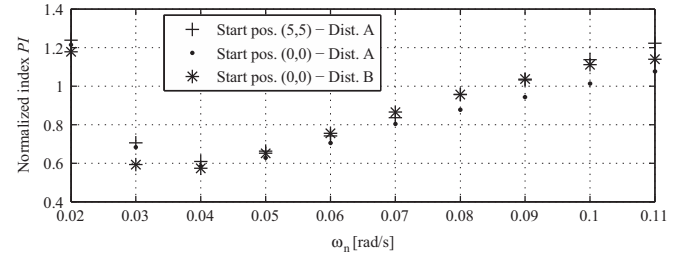 Normalized index PI
1.4
1.2
1
0.8
0.6
0.4
Start pos. (5,5) − Dist. A
Start pos. (0,0) − Dist. A
Start pos. (0,0) − Dist. B
0.02 0.03 0.04 0.05 0.06 0.07 0.08 0.09 0.1 0.11
ωn [rad/s]